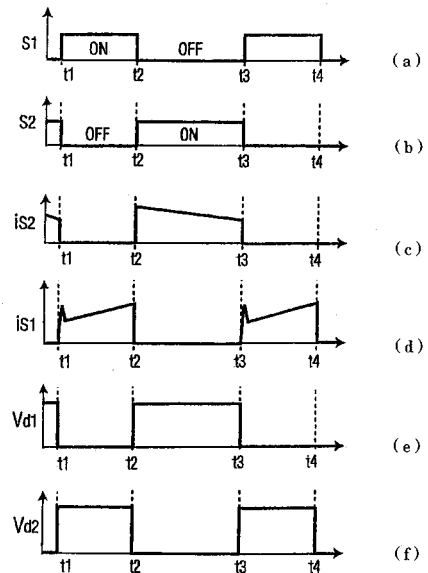 S1 ON OFF (a)
t1 t2 t3 t4
S2 OFF ON (b)
t1 t2 t3 t4
is2 (c)
t1 t2 t3 t4
is1 (d)
t1 t2 t3 t4
Vd1 (e)
t1 t2 t3 t4
Vd2 (f)
t1 t2 t3 t4